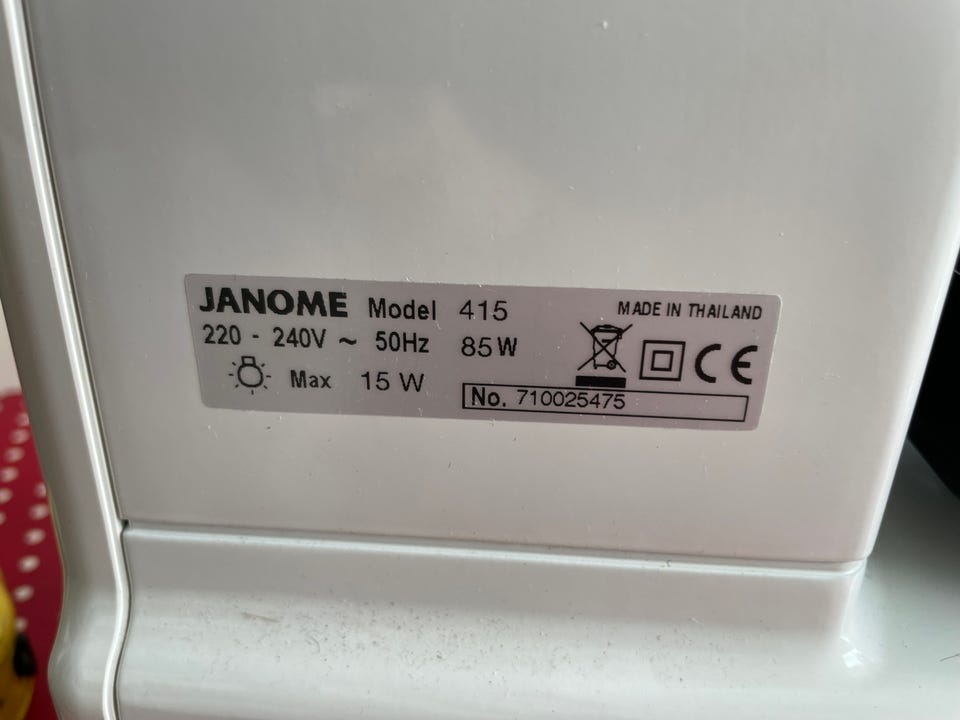 JANOME Model 415 MADE IN THAILAND
220 - 240V ~ 50Hz 85W
Max 15 W
No. 710025475